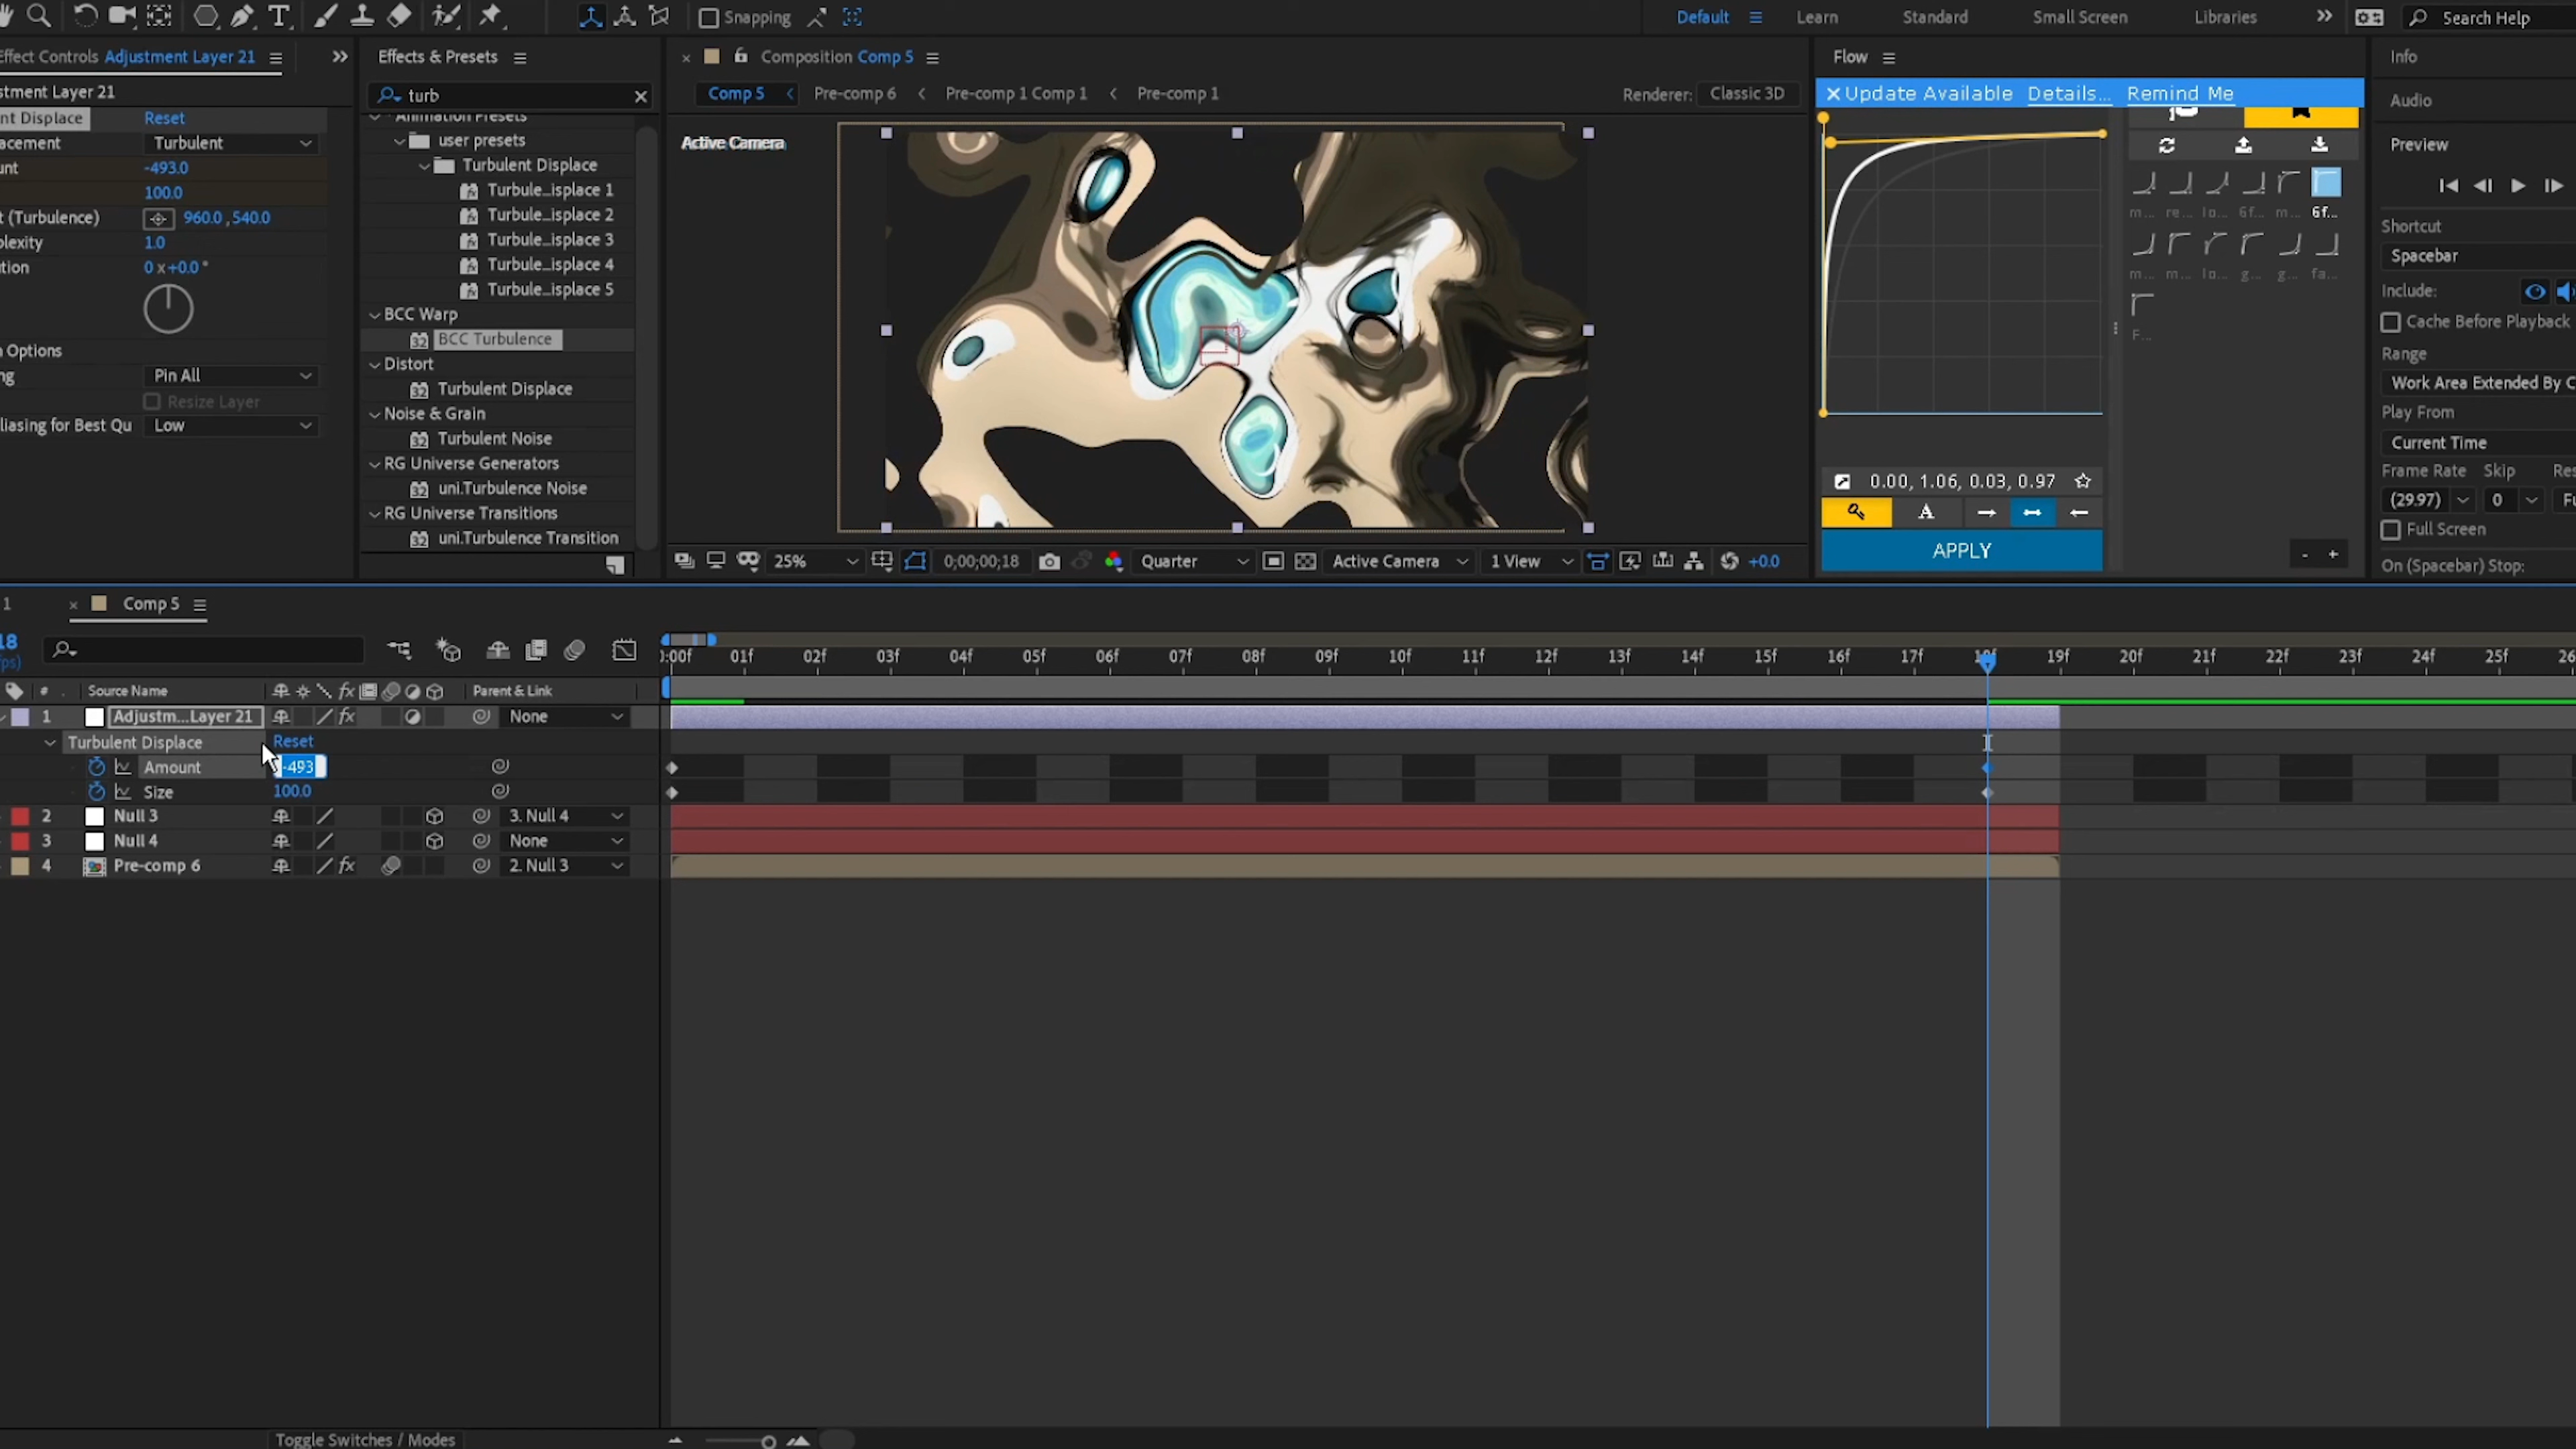 Snapping
Default
Learn
Standard
Small Screen
Libraries
Search Help
Effect Controls Adjustment Layer 21
Effects & Presets
Composition Comp 5
Flow
Info
stment Layer 21
turb
Comp 5
Pre-comp 6
Pre-comp 1 Comp 1
Pre-comp 1
Renderer: Classic 3D
Update Available Details... Remind Me
Audio
nt Displace Reset
lacement Turbulent
unt -493.0
100.0
t (Turbulence) 960.0, 540.0
plexity 1.0
ution 0 x+0.0°
n Options
ng Pin All
Resize Layer
liasing for Best Qu Low
Animation Presets
user presets
Turbulent Displace
Turbule...isplace 1
Turbule...isplace 2
Turbule...isplace 3
Turbule...isplace 4
Turbule...isplace 5
BCC Warp
BCC Turbulence
Distort
Turbulent Displace
Noise & Grain
Turbulent Noise
RG Universe Generators
uni.Turbulence Noise
RG Universe Transitions
uni.Turbulence Transition
Active Camera
25%
0;00;00;18
Quarter
Active Camera
1 View
+0.0
m... re... lo... 6f... m... 6f...
m... m... lo... g... g... fa...
F...
0.00, 1.06, 0.03, 0.97
A
APPLY
- +
Preview
Shortcut
Spacebar
Include:
Cache Before Playback
Range
Work Area Extended By C
Play From
Current Time
Frame Rate Skip Res
(29.97) 0 Fu
Full Screen
On (Spacebar) Stop:
1
Comp 5
18
fps)
):00f 01f 02f 03f 04f 05f 06f 07f 08f 09f 10f 11f 12f 13f 14f 15f 16f 17f 18f 19f 20f 21f 22f 23f 24f 25f 26
# . Source Name
fx
Parent & Link
1 Adjustm...Layer 21 fx None
Turbulent Displace Reset
Amount -493
Size 100.0
2 Null 3 3. Null 4
3 Null 4 None
4 Pre-comp 6 fx 2. Null 3
Toggle Switches / Modes